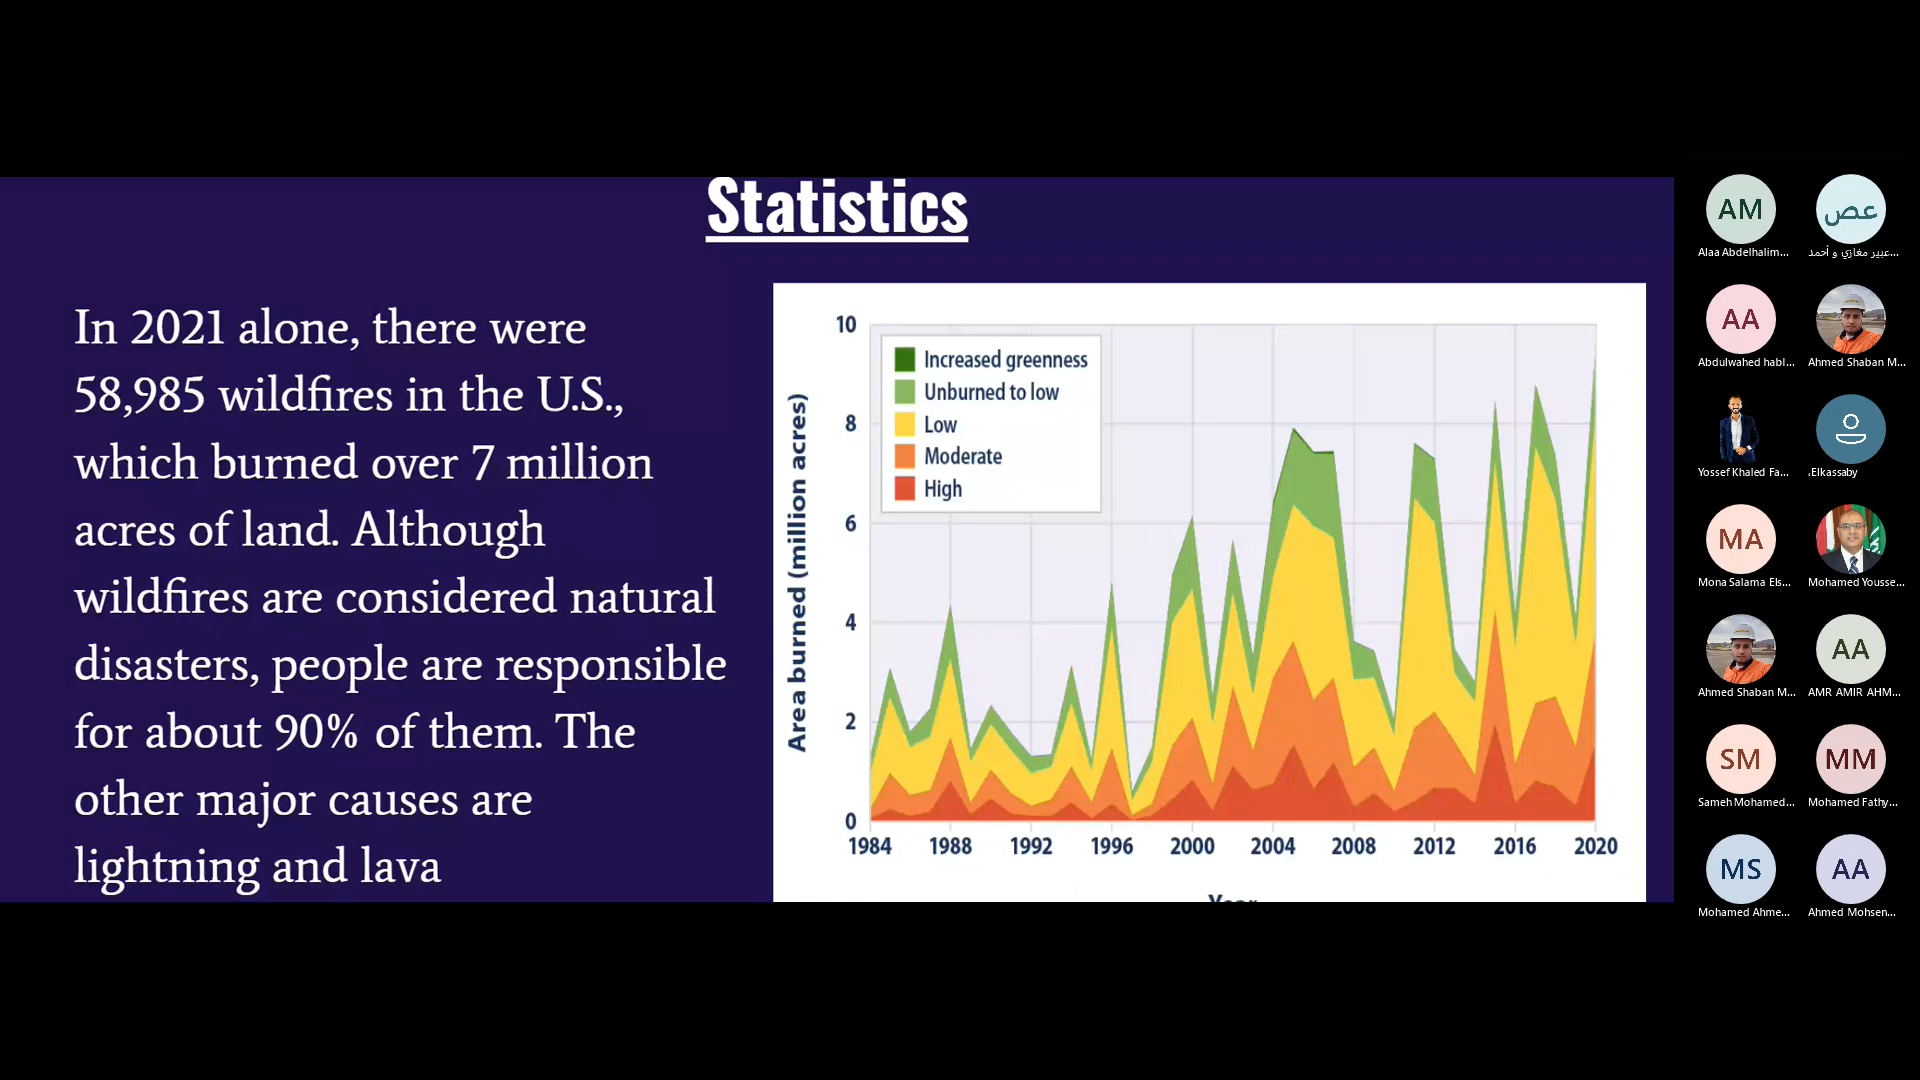 Statistics
In 2021 alone, there were
58,985 wildfires in the U.S.,
which burned over 7 million
acres of land. Although
wildfires are considered natural
disasters, people are responsible
for about 90% of them. The
other major causes are
lightning and lava
Area burned (million acres)
10
8
6
4
2
0
Increased greenness
Unburned to low
Low
Moderate
High
1984 1988 1992 1996 2000 2004 2008 2012 2016 2020
Year
AM
Alaa Abdelhalim...
عص
عبير مغازي و أحمد...
AA
Abdulwahed habl...
Ahmed Shaban M...
Yossef Khaled Fa...
.Elkassaby
MA
Mona Salama Els...
Mohamed Yousse...
Ahmed Shaban M...
AA
AMR AMIR AHM...
SM
Sameh Mohamed...
MM
Mohamed Fathy...
MS
Mohamed Ahme...
AA
Ahmed Mohsen...